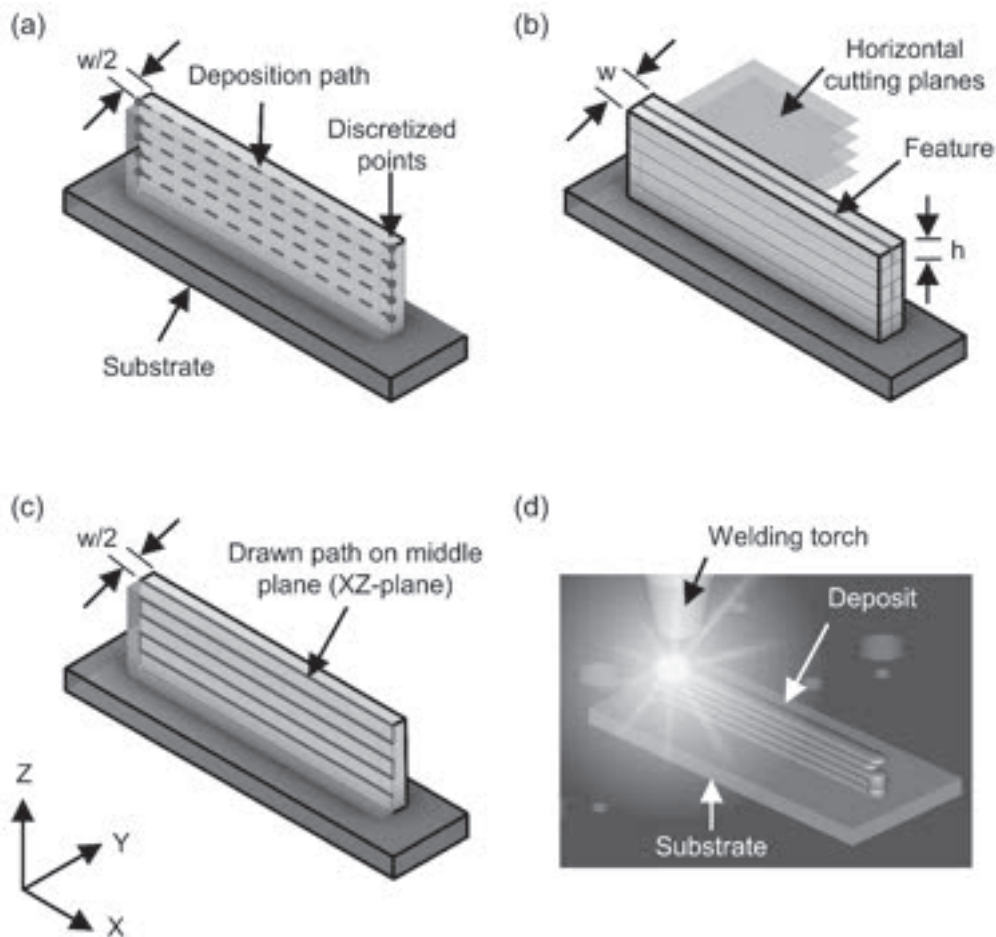 (a)
w/2
Deposition path
Discretized
points
Substrate
(b)
w
Horizontal
cutting planes
Feature
h
(c)
w/2
Drawn path on middle
plane (XZ-plane)
Z
Y
X
(d)
Welding torch
Deposit
Substrate